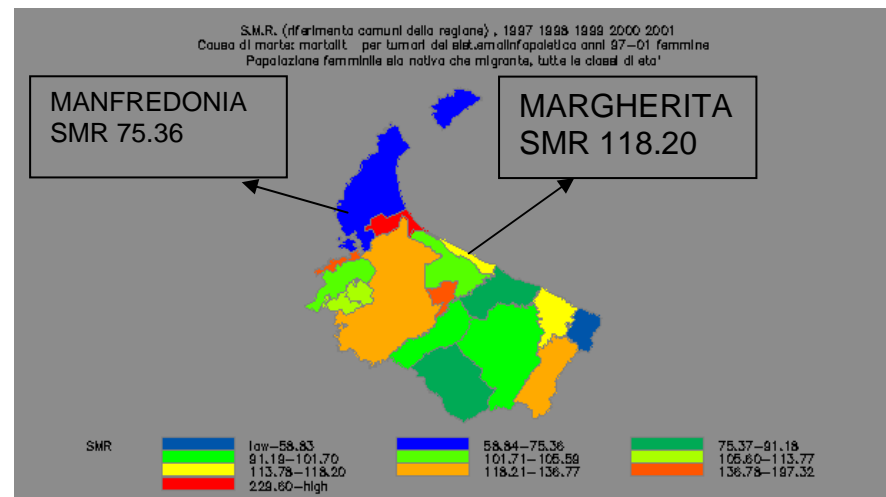 S.M.R. (riferimento comuni della regione) , 1997 1998 1999 2000 2001
Causa di morte: mortalit per tumori del sistemalinfopoietico anni 97-01 femmine
Popolazione femminile sia nativa che migrante, tutte le classi di eta'
MANFREDONIA
SMR 75.36
MARGHERITA
SMR 118.20
SMR
low-58.83
58.84-75.36
75.37-91.18
91.19-101.70
101.71-105.59
105.60-113.77
113.78-118.20
118.21-136.77
136.78-197.32
229.60-high